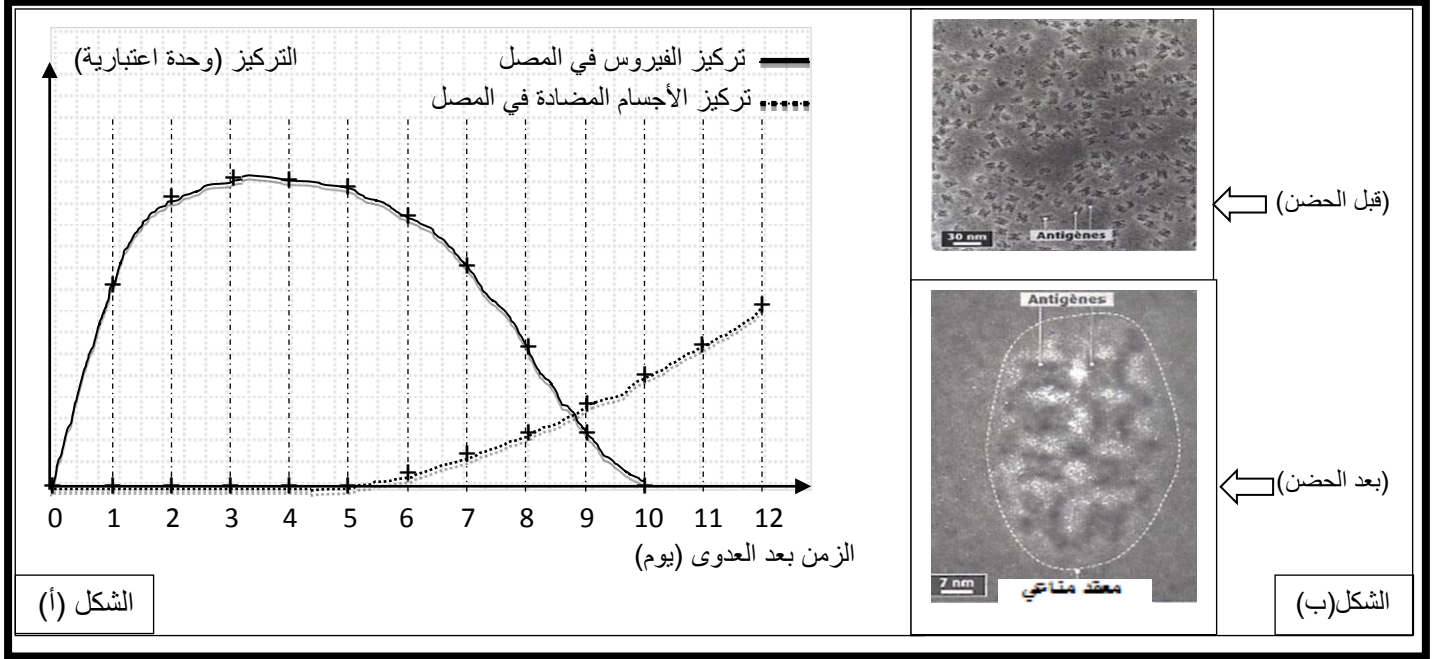 التركيز (وحدة اعتبارية)
تركيز الفيروس في المصل
تركيز الأجسام المضادة في المصل
0 1 2 3 4 5 6 7 8 9 10 11 12
الزمن بعد العدوى (يوم)
الشكل (أ)
30 nm
Antigènes
(قبل الحضن)
Antigènes
7 nm
معقد مناعي
(بعد الحضن)
الشكل(ب)